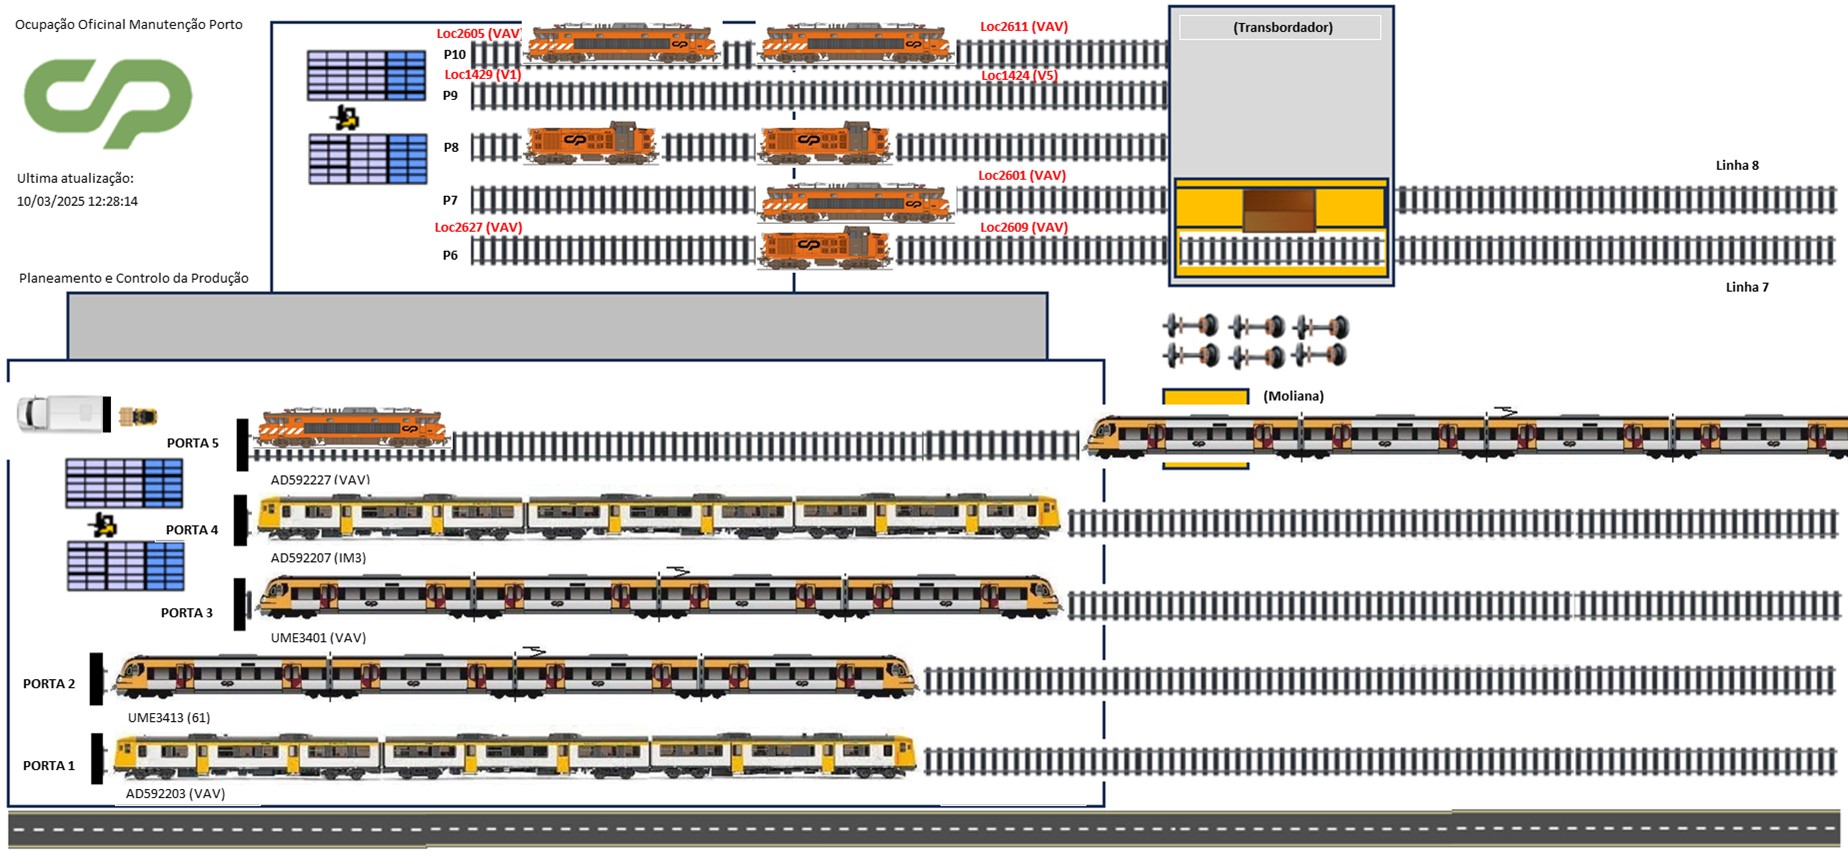 Ocupação Oficinal Manutenção Porto
Ultima atualização:
10/03/2025 12:28:14
Planeamento e Controlo da Produção
Loc2605 (VAV)
Loc2611 (VAV)
P10
Loc1429 (V1)
Loc1424 (V5)
P9
P8
Loc2601 (VAV)
P7
Loc2627 (VAV)
Loc2609 (VAV)
P6
(Transbordador)
Linha 8
Linha 7
(Moliana)
PORTA 5
AD592227 (VAV)
PORTA 4
AD592207 (IM3)
PORTA 3
UME3401 (VAV)
PORTA 2
UME3413 (61)
PORTA 1
AD592203 (VAV)